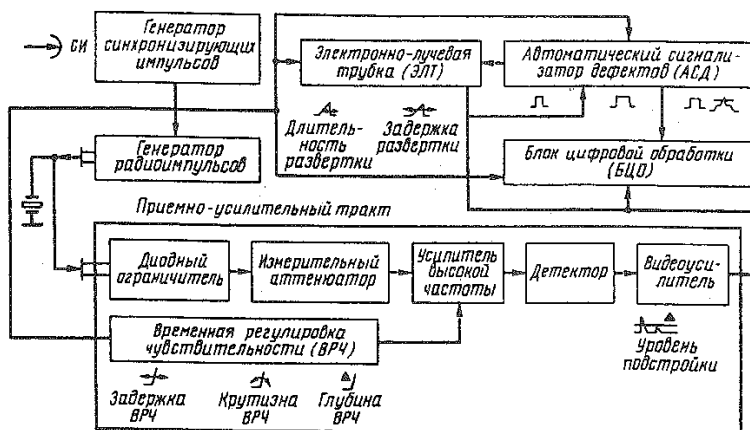 СИ
Генератор
синхронизирующих
импульсов
Электронно-лучевая
трубка (ЭЛТ)
Автоматический сигнали-
затор дефектов (АСД)
Длитель-
ность
развертки
Задержка
развертки
Генератор
радиоимпульсов
Блок цифровой обработки
(БЦО)
Приемно-усилительный тракт
Диодный
ограничитель
Измерительный
аттенюатор
Усилитель
высокой
частоты
Детектор
Видеоуси-
литель
Временная регулировка
чувствительности (ВРЧ)
Уровень
подстройки
Задержка
ВРЧ
Крутизна
ВРЧ
Глубина
ВРЧ